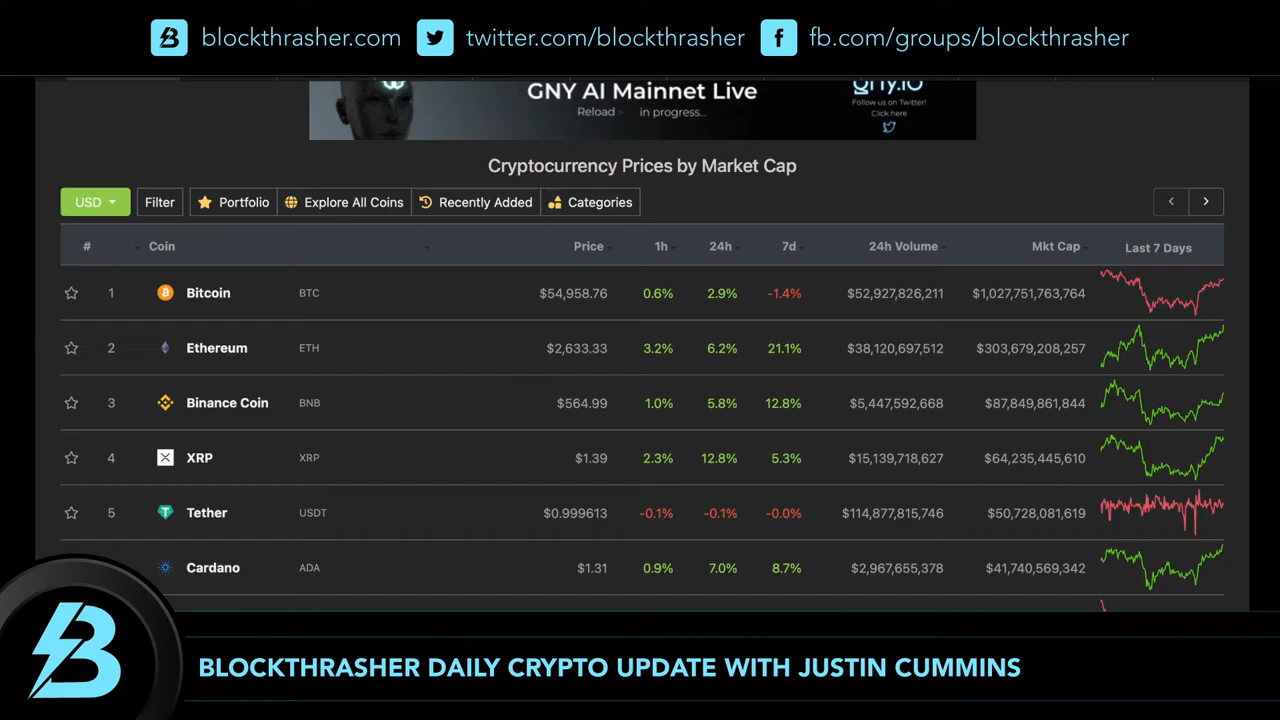 blockthrasher.com twitter.com/blockthrasher fb.com/groups/blockthrasher
GNY AI Mainnet Live
Reload > in progress...
gny.io
Follow us on Twitter!
Click here
Cryptocurrency Prices by Market Cap
USD Filter Portfolio Explore All Coins Recently Added Categories
# Coin Price 1h 24h 7d 24h Volume Mkt Cap Last 7 Days
1 Bitcoin BTC $54,958.76 0.6% 2.9% -1.4% $52,927,826,211 $1,027,751,763,764
2 Ethereum ETH $2,633.33 3.2% 6.2% 21.1% $38,120,697,512 $303,679,208,257
3 Binance Coin BNB $564.99 1.0% 5.8% 12.8% $5,447,592,668 $87,849,861,844
4 XRP XRP $1.39 2.3% 12.8% 5.3% $15,139,718,627 $64,235,445,610
5 Tether USDT $0.999613 -0.1% -0.1% -0.0% $114,877,815,746 $50,728,081,619
Cardano ADA $1.31 0.9% 7.0% 8.7% $2,967,655,378 $41,740,569,342
BLOCKTHRASHER DAILY CRYPTO UPDATE WITH JUSTIN CUMMINS